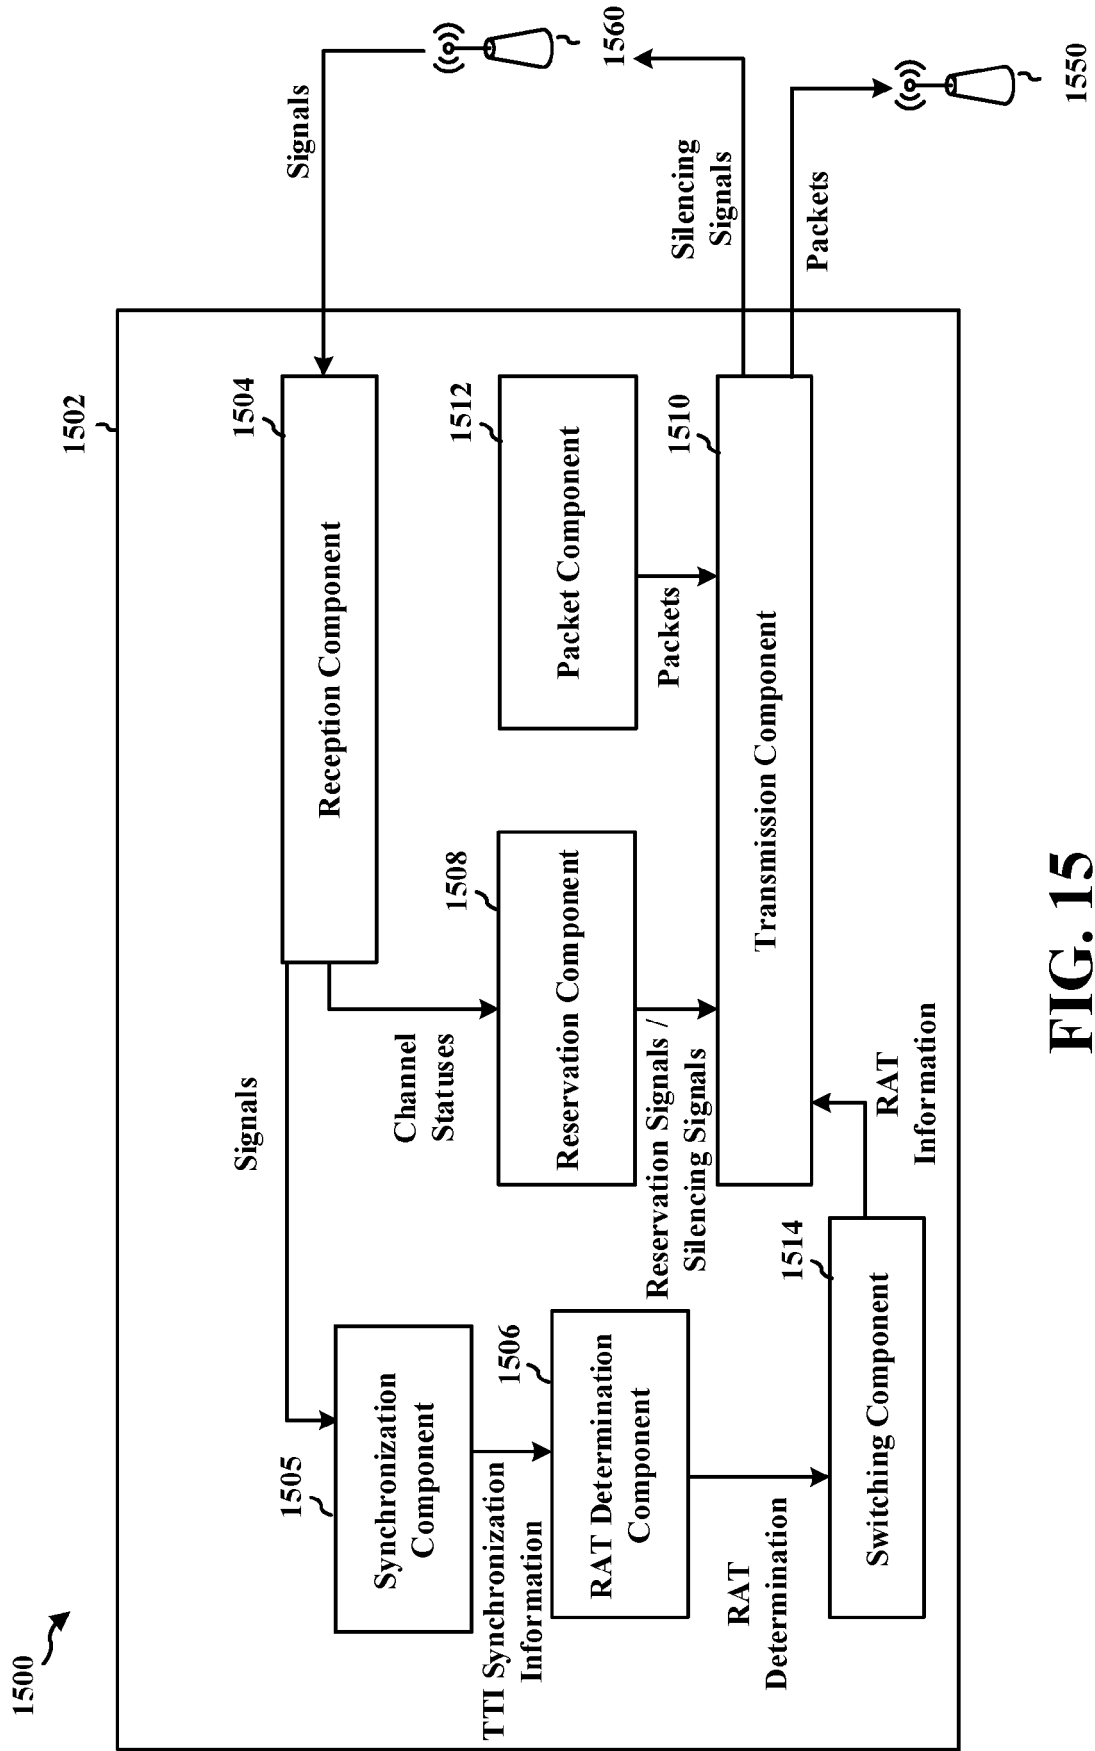 1500
1502
Signals
1560
Silencing
Signals
Packets
1550
1504
Reception Component
Signals
Channel
Statuses
1505
Synchronization
Component
TTI Synchronization
Information
1506
RAT Determination
Component
RAT
Determination
1508
Reservation Component
Reservation Signals /
Silencing Signals
1512
Packet Component
Packets
1510
Transmission Component
1514
Switching Component
RAT
Information
FIG. 15